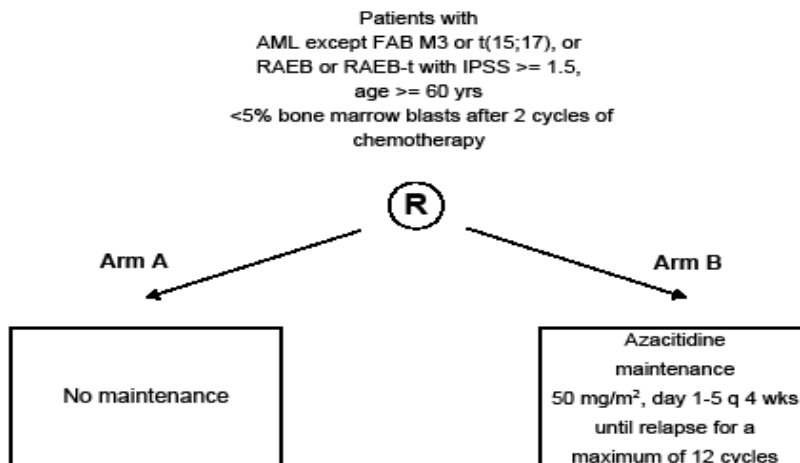 Patients with
AML except FAB M3 or t(15;17), or
RAEB or RAEB-t with IPSS >= 1.5,
age >= 60 yrs
<5% bone marrow blasts after 2 cycles of
chemotherapy
R
Arm A
Arm B
No maintenance
Azacitidine
maintenance
50 mg/m², day 1-5 q 4 wks
until relapse for a
maximum of 12 cycles